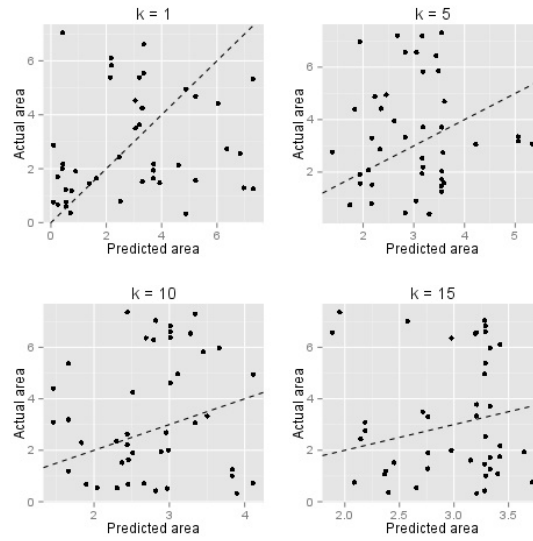 k = 1
6
4
2
0
Actual area
0 2 4 6
Predicted area
k = 5
6
4
2
0
Actual area
2 3 4 5
Predicted area
k = 10
6
4
2
0
Actual area
2 3 4
Predicted area
k = 15
6
4
2
0
Actual area
2.0 2.5 3.0 3.5
Predicted area